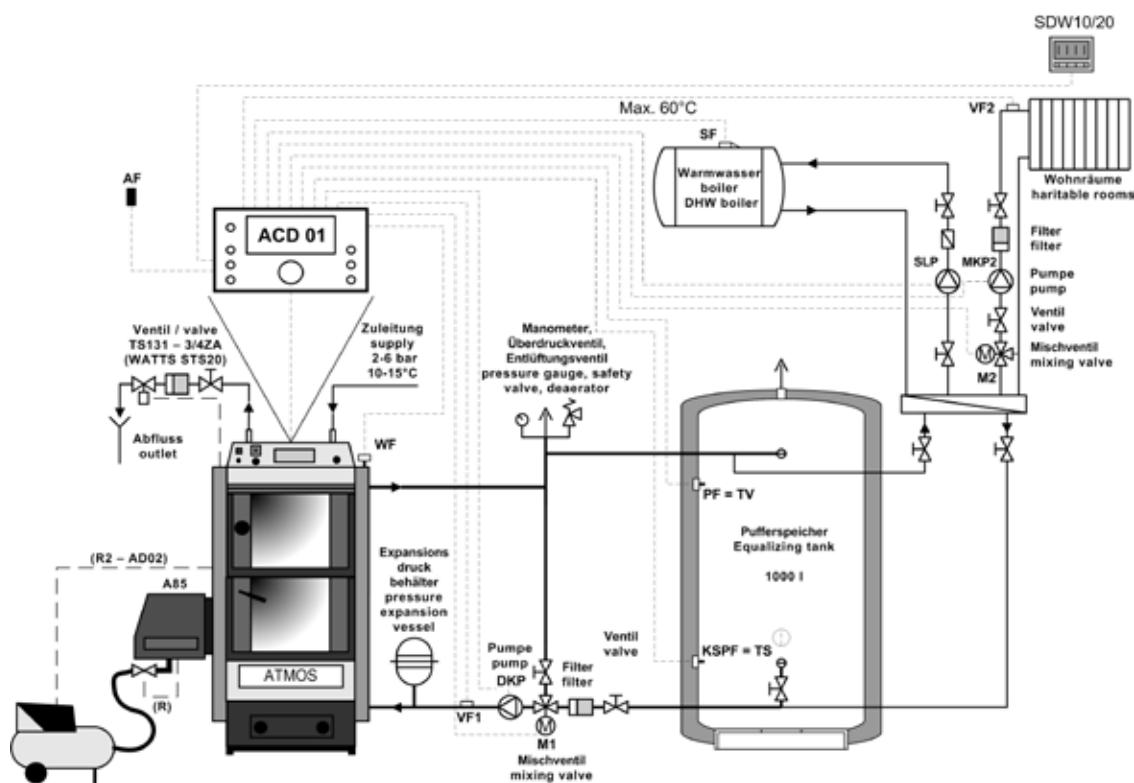 SDW10/20
Max. 60°C
VF2
SF
AF
Warmwasser
boiler
DHW boiler
Wohnräume
haritable rooms
ACD 01
Filter
filter
SLP
MKP2
Pumpe
pump
Ventil / valve
TS131 – 3/4ZA
(WATTS STS20)
Zuleitung
supply
2-6 bar
10-15°C
Manometer,
Überdruckventil,
Entlüftungsventil
pressure gauge, safety
valve, deaerator
Ventil
valve
Mischventil
mixing valve
M
M2
Abfluss
outlet
WF
PF = TV
Pufferspeicher
Equalizing tank
1000 l
(R2 – AD02)
A85
Expansions
druck
behälter
pressure
expansion
vessel
Pumpe
pump
DKP
Filter
filter
Ventil
valve
KSPF = TS
ATMOS
(R)
VF1
M
M1
Mischventil
mixing valve